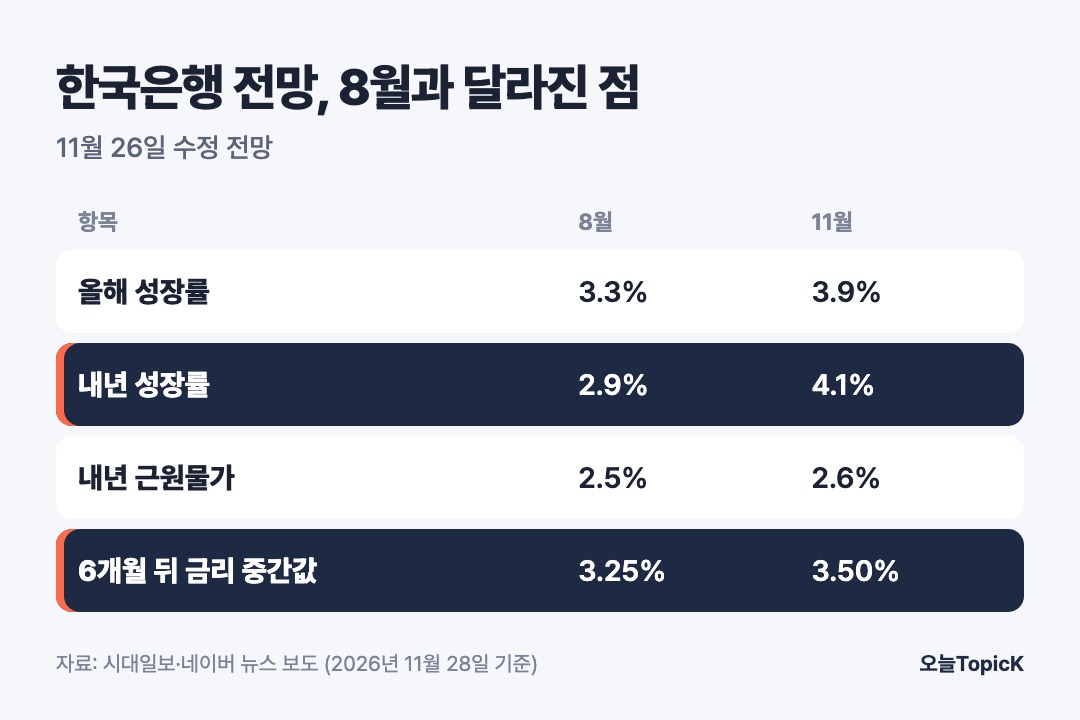 한국은행 전망, 8월과 달라진 점
11월 26일 수정 전망
항목 8월 11월
올해 성장률 3.3% 3.9%
내년 성장률 2.9% 4.1%
내년 근원물가 2.5% 2.6%
6개월 뒤 금리 중간값 3.25% 3.50%
자료: 시대일보·네이버 뉴스 보도 (2026년 11월 28일 기준) 오늘TopicK